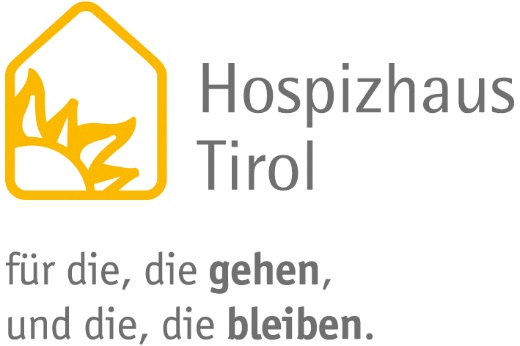 Hospizhaus
Tirol
für die, die gehen,
und die, die bleiben.